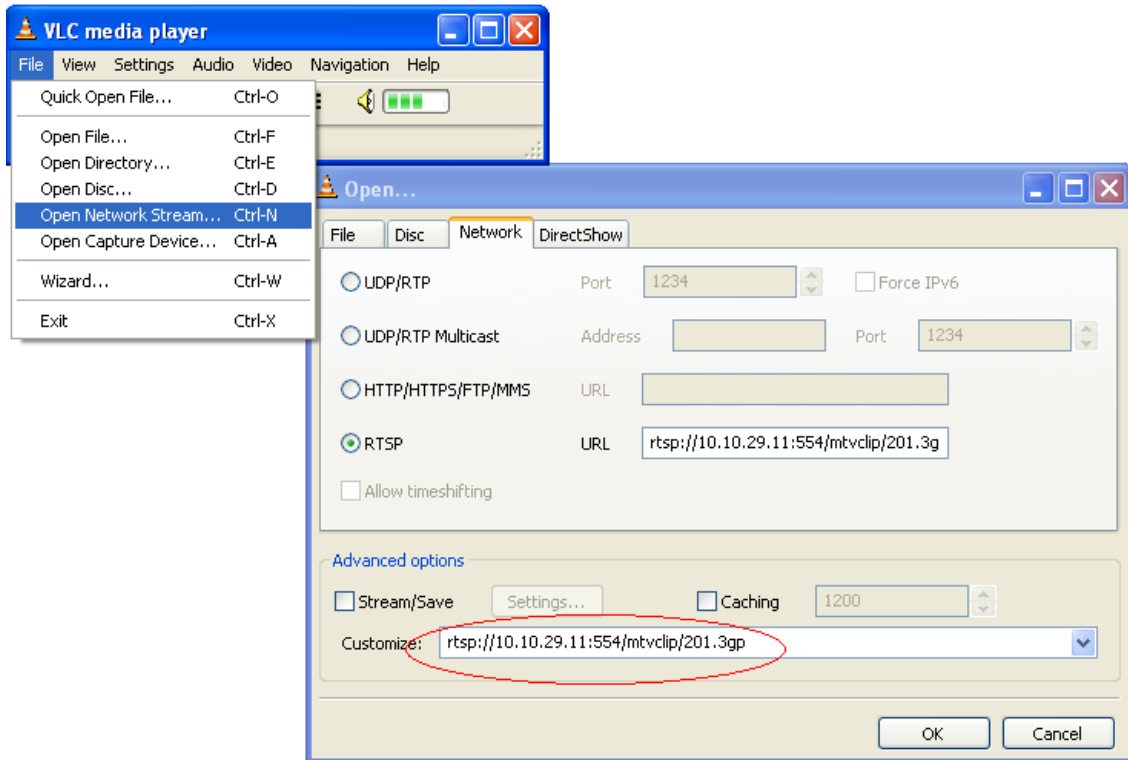 VLC media player
File View Settings Audio Video Navigation Help
Quick Open File... Ctrl-O
Open File... Ctrl-F
Open Directory... Ctrl-E
Open Disc... Ctrl-D
Open Network Stream... Ctrl-N
Open Capture Device... Ctrl-A
Wizard... Ctrl-W
Exit Ctrl-X
Open...
File Disc Network DirectShow
UDP/RTP Port 1234 Force IPv6
UDP/RTP Multicast Address Port 1234
HTTP/HTTPS/FTP/MMS URL
RTSP URL rtsp://10.10.29.11:554/mtvclip/201.3g
Allow timeshifting
Advanced options
Stream/Save Settings... Caching 1200
Customize: rtsp://10.10.29.11:554/mtvclip/201.3gp
OK Cancel